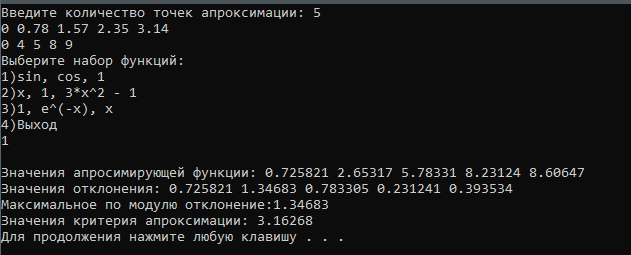 Введите количество точек апроксимации: 5
0 0.78 1.57 2.35 3.14
0 4 5 8 9
Выберите набор функций:
1)sin, cos, 1
2)x, 1, 3*x^2 - 1
3)1, e^(-x), x
4)Выход
1
Значения апросимирующей функции: 0.725821 2.65317 5.78331 8.23124 8.60647
Значения отклонения: 0.725821 1.34683 0.783305 0.231241 0.393534
Максимальное по модулю отклонение:1.34683
Значения критерия апроксимации: 3.16268
Для продолжения нажмите любую клавишу . . .